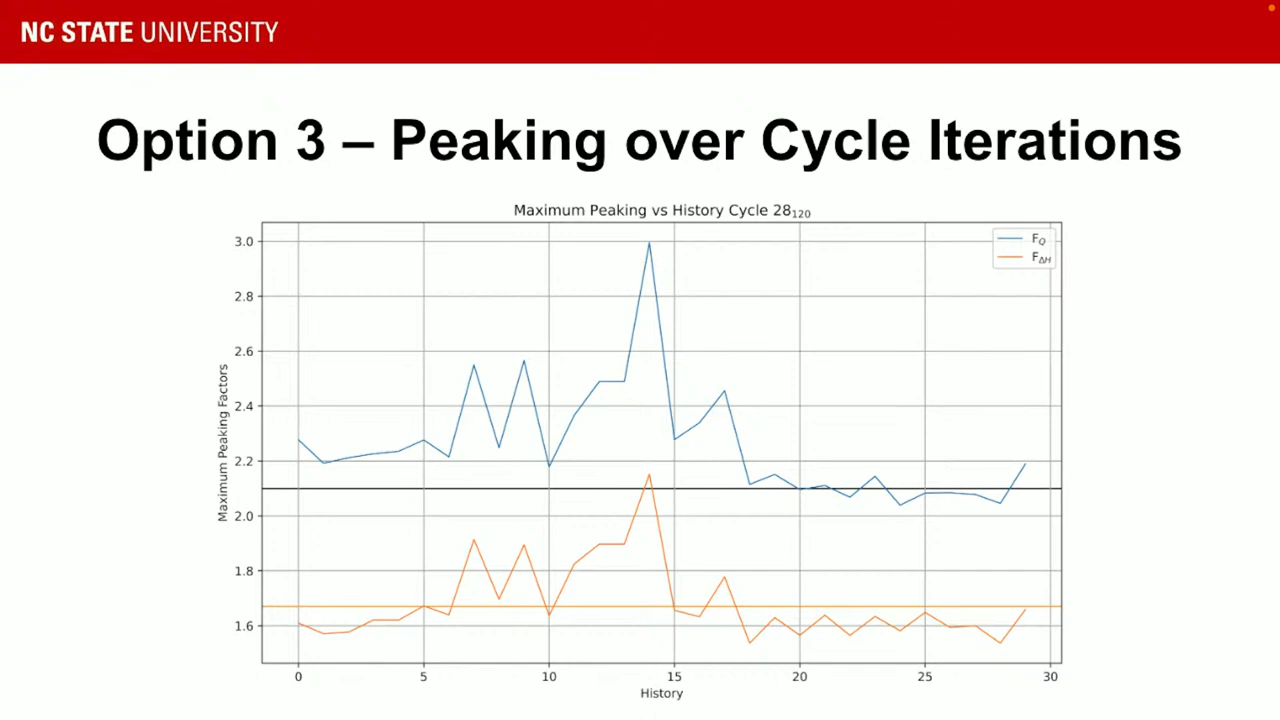 NC STATE UNIVERSITY
Option 3 – Peaking over Cycle Iterations
Maximum Peaking vs History Cycle 28₁₂₀
F_Q
F_ΔH
3.0
2.8
2.6
2.4
2.2
2.0
1.8
1.6
Maximum Peaking Factors
0 5 10 15 20 25 30
History